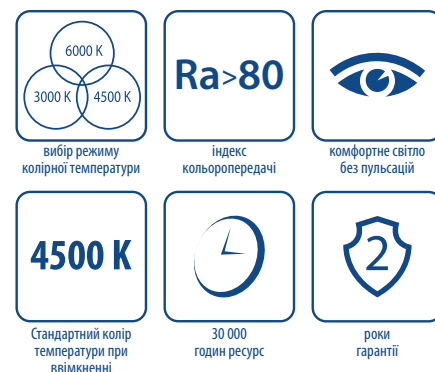 6000 K
3000 K
4500 K
вибір режиму
колірної температури
Ra>80
індекс
кольоропередачі
комфортне світло
без пульсацій
4500 K
Стандартний колір
температури при
ввімкненні
30 000
годин ресурс
2
роки
гарантії